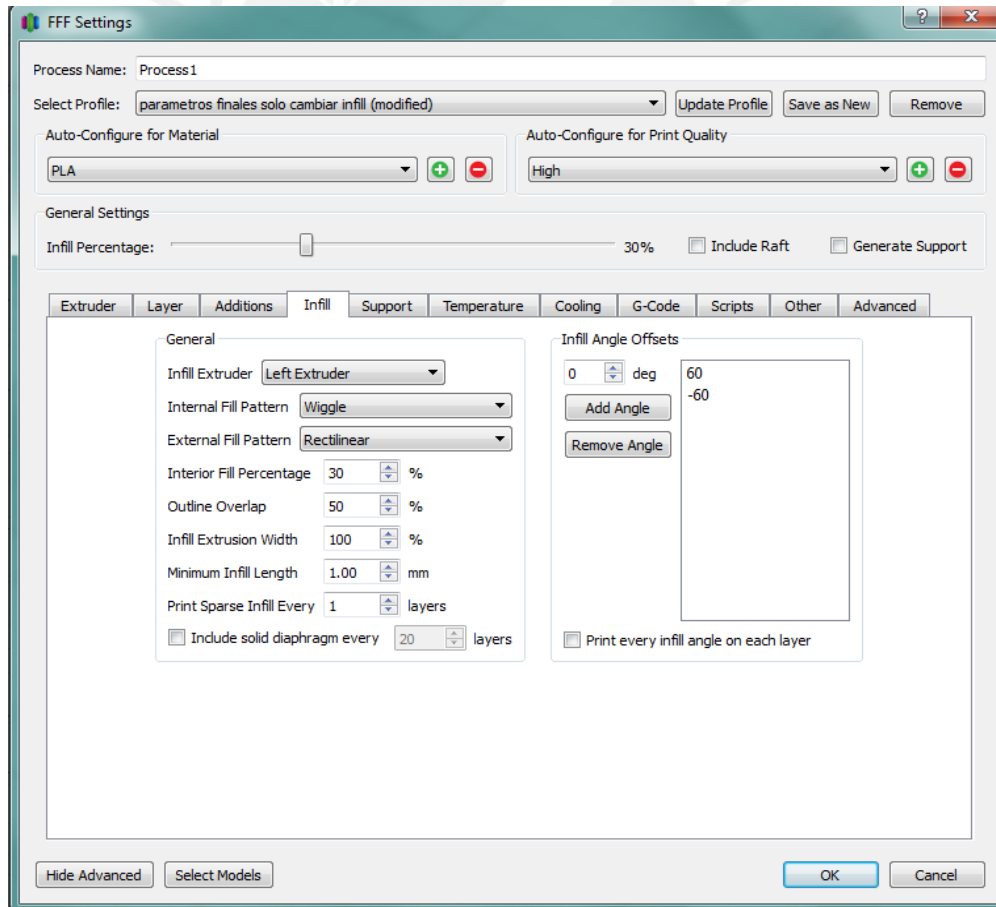 FFF Settings
Process Name: Process1
Select Profile: parametros finales solo cambiar infill (modified) Update Profile Save as New Remove
Auto-Configure for Material Auto-Configure for Print Quality
PLA High
General Settings
Infill Percentage: 30% Include Raft Generate Support
Extruder Layer Additions Infill Support Temperature Cooling G-Code Scripts Other Advanced
General Infill Angle Offsets
Infill Extruder Left Extruder 0 deg 60
Internal Fill Pattern Wiggle Add Angle -60
External Fill Pattern Rectilinear Remove Angle
Interior Fill Percentage 30 %
Outline Overlap 50 %
Infill Extrusion Width 100 %
Minimum Infill Length 1.00 mm
Print Sparse Infill Every 1 layers
Include solid diaphragm every 20 layers Print every infill angle on each layer
Hide Advanced Select Models OK Cancel